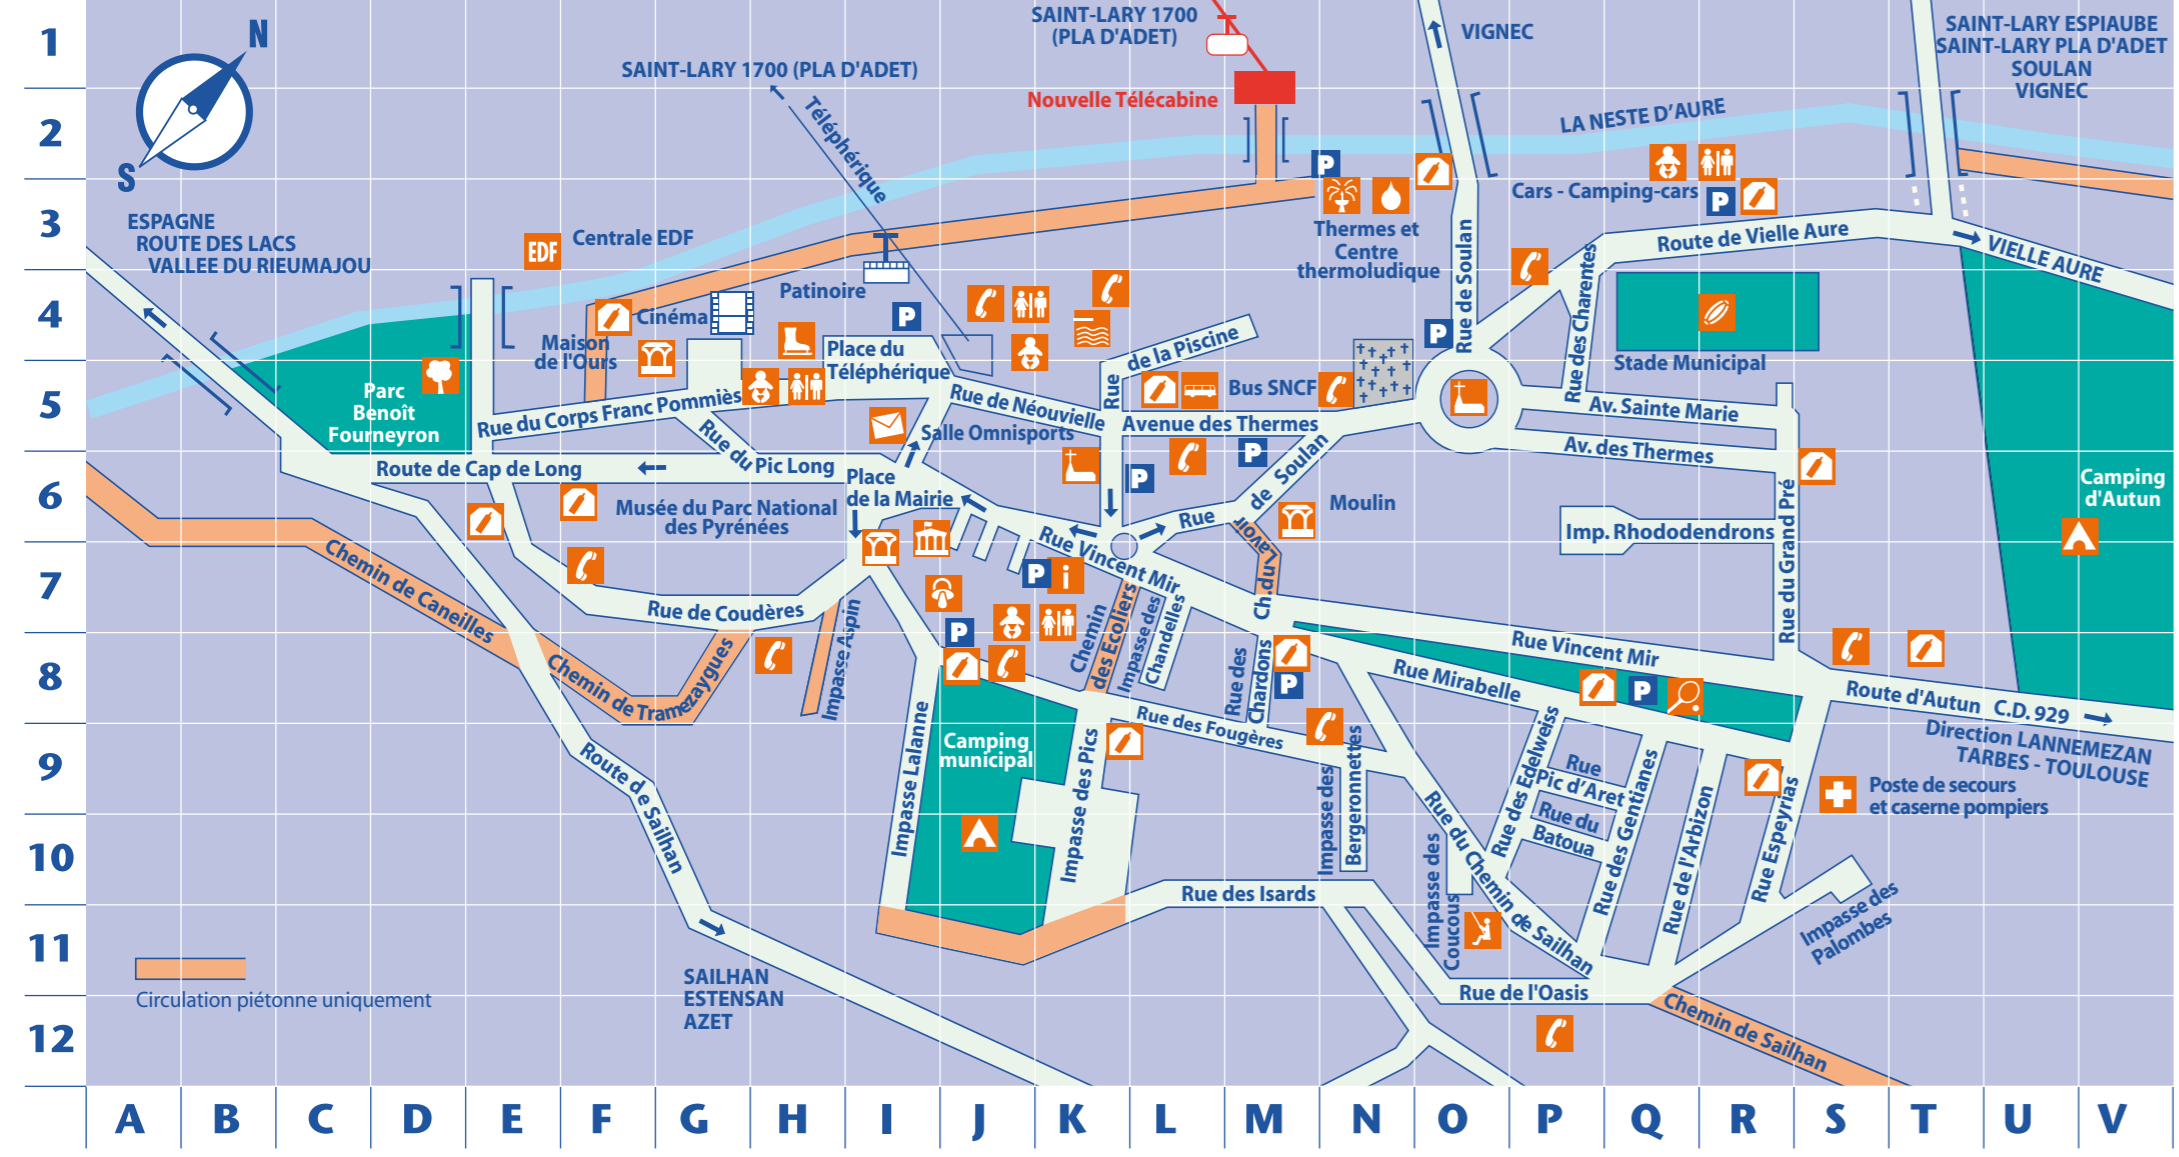 1
2
3
4
5
6
7
8
9
10
11
12
A
B
C
D
E
F
G
H
I
J
K
L
M
N
O
P
Q
R
S
T
U
V
N
S
SAINT-LARY 1700 (PLA D'ADET)
Téléphérique
SAINT-LARY 1700
(PLA D'ADET)
Nouvelle Télécabine
VIGNEC
SAINT-LARY ESPIAUBE
SAINT-LARY PLA D'ADET
SOULAN
VIGNEC
LA NESTE D'AURE
P
Cars - Camping-cars
P
ESPAGNE
ROUTE DES LACS
VALLEE DU RIEUMAJOU
EDF
Centrale EDF
Thermes et
Centre
thermoludique
Rue de Soulan
Route de Vielle Aure
VIELLE AURE
Patinoire
P
Cinéma
Maison
de l'Ours
Place du
Téléphérique
Rue
de la Piscine
P
Rue des Charentes
Stade Municipal
Parc
Benoît
Fourneyron
Rue du Corps Franc Pommiès
Rue de Néouvielle
Bus SNCF
Avenue des Thermes
Av. Sainte Marie
Av. des Thermes
Salle Omnisports
Rue du
Pic Long
Route de Cap de Long
Place
de la Mairie
P
P
Rue
de Soulan
Moulin
Musée du Parc National
des Pyrénées
Imp. Rhododendrons
Rue du Grand Pré
Camping
d'Autun
Rue Vincent Mir
P
i
Ch. du Lavoir
Chemin de Caneilles
Rue de Coudères
Impasse Aspin
P
Chemin
des Ecoliers
Impasse des
Chandelles
Rue des
Chardons
P
Rue Vincent Mir
Rue Mirabelle
P
Route d'Autun C.D. 929
Direction LANNEMEZAN
TARBES - TOULOUSE
Chemin de Tramezaygues
Impasse Lalanne
Camping
municipal
Impasse des Pics
Rue des Fougères
Impasse des
Bergeronnettes
Rue des Edelweiss
Rue
Pic d'Aret
Rue du
Batoua
Rue des Gentianes
Rue de l'Arbizon
Rue Espeyrias
Poste de secours
et caserne pompiers
Route de Sailhan
Rue des Isards
Impasse des
Coucous
Rue du Chemin de Sailhan
Impasse des
Palombes
SAILHAN
ESTENSAN
AZET
Rue de l'Oasis
Chemin de Sailhan
Circulation piétonne uniquement